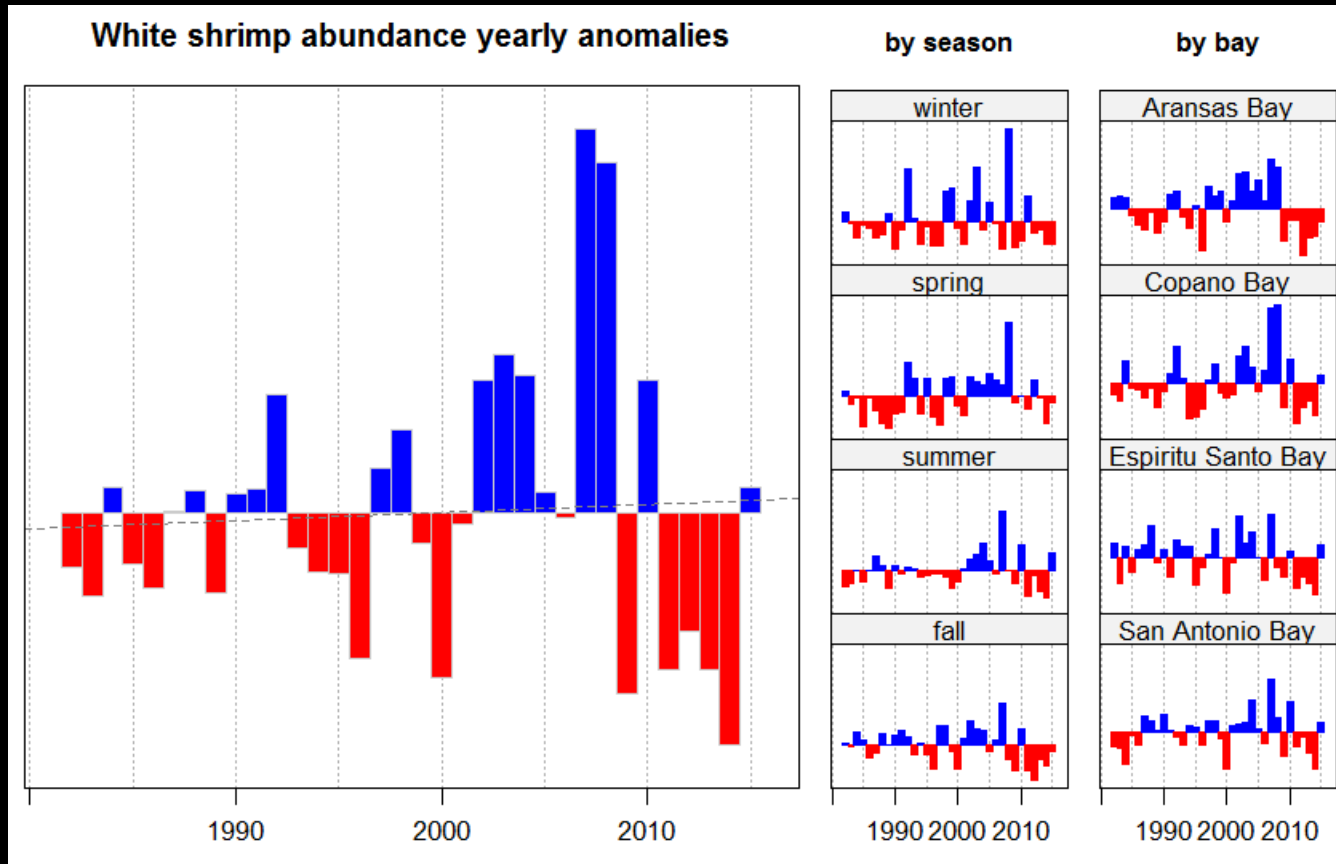 White shrimp abundance yearly anomalies
1990 2000 2010
by season
winter
spring
summer
fall
1990 2000 2010
by bay
Aransas Bay
Copano Bay
Espiritu Santo Bay
San Antonio Bay
1990 2000 2010